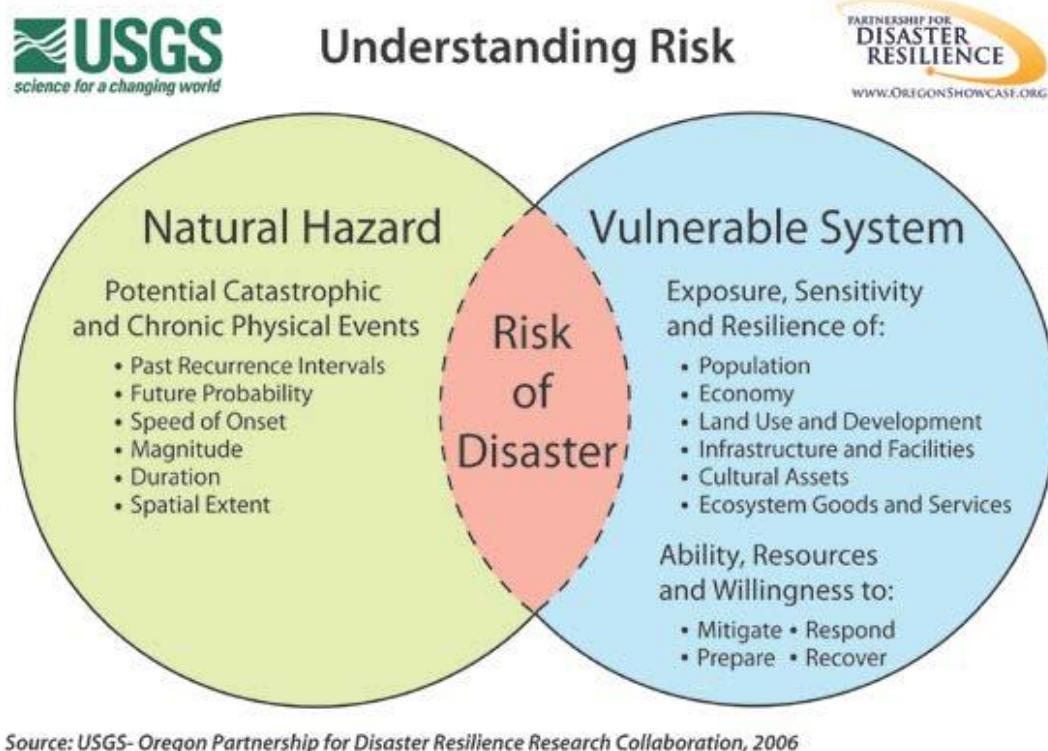 USGS
science for a changing world
Understanding Risk
PARTNERSHIP FOR
DISASTER
RESILIENCE
WWW.OREGONSHOWCASE.ORG
Natural Hazard
Potential Catastrophic
and Chronic Physical Events
• Past Recurrence Intervals
• Future Probability
• Speed of Onset
• Magnitude
• Duration
• Spatial Extent
Risk
of
Disaster
Vulnerable System
Exposure, Sensitivity
and Resilience of:
• Population
• Economy
• Land Use and Development
• Infrastructure and Facilities
• Cultural Assets
• Ecosystem Goods and Services
Ability, Resources
and Willingness to:
• Mitigate • Respond
• Prepare • Recover
Source: USGS- Oregon Partnership for Disaster Resilience Research Collaboration, 2006